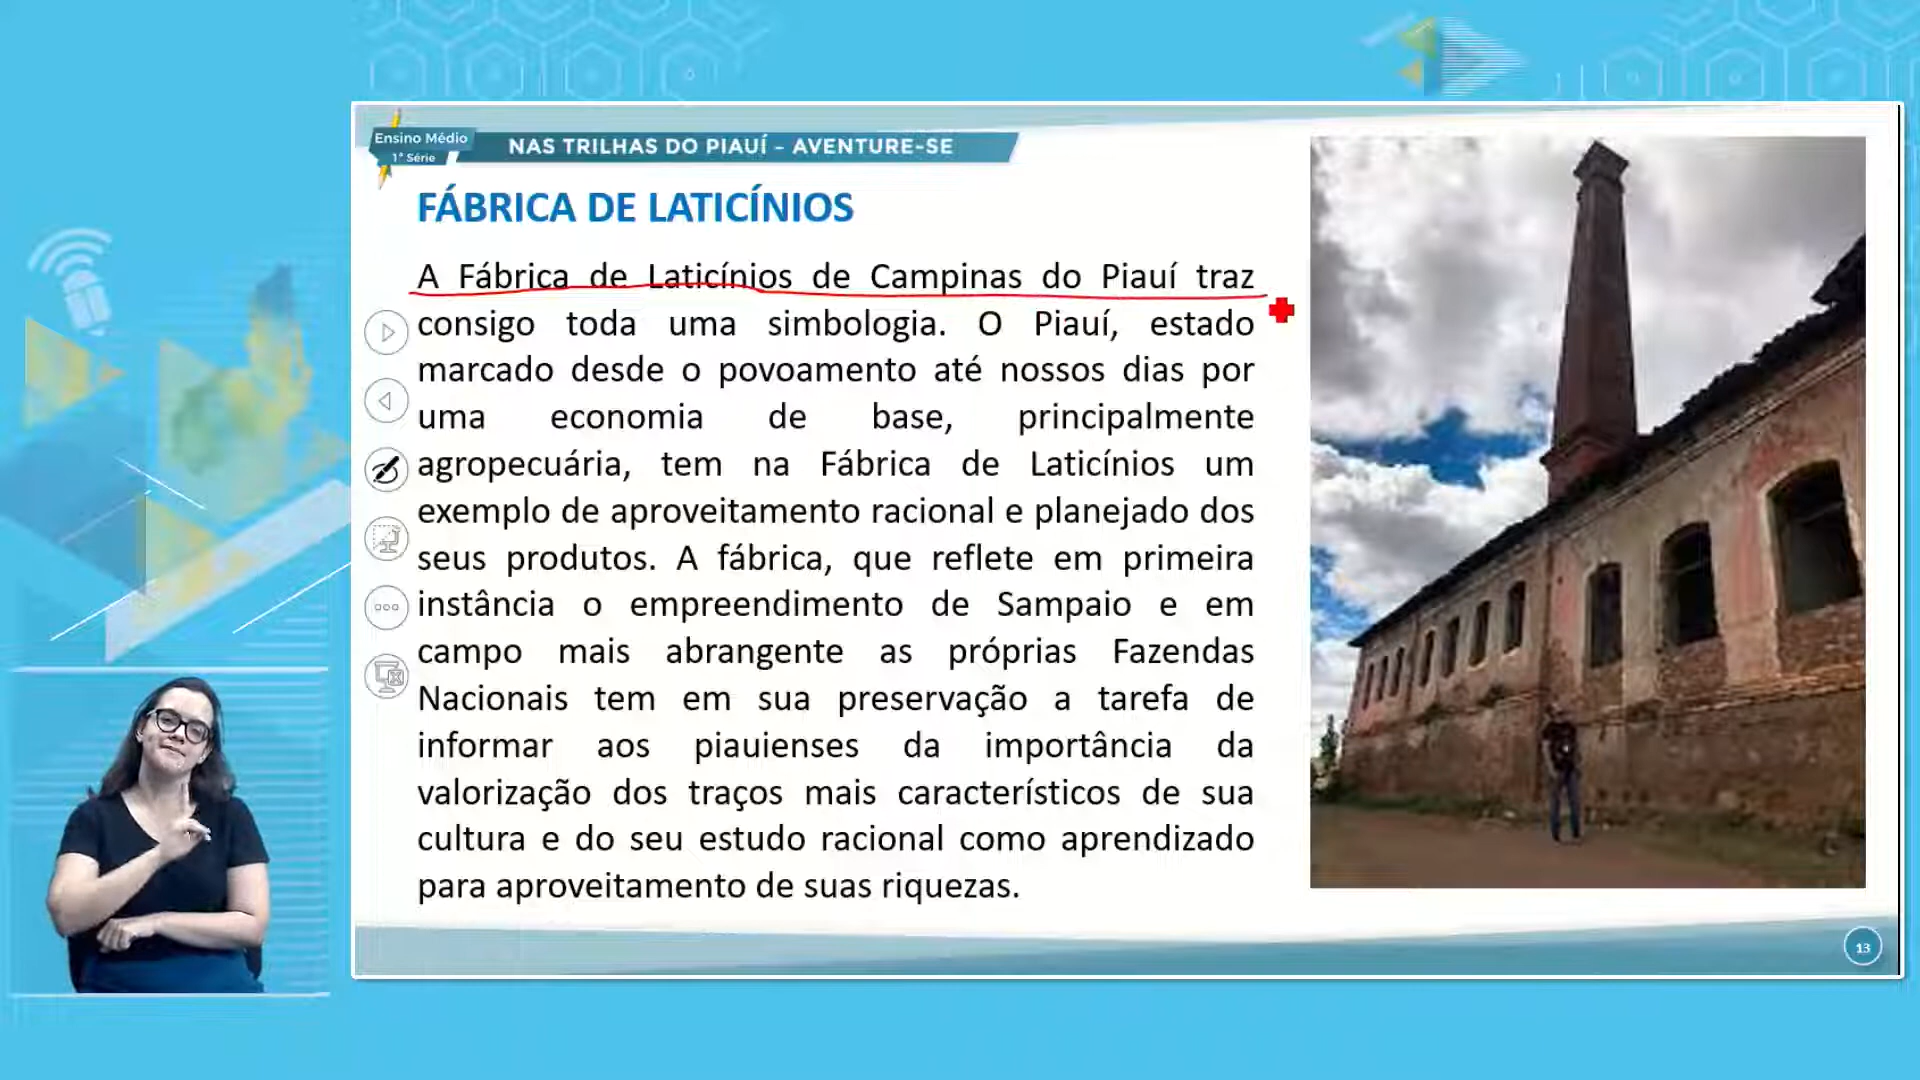 Ensino Médio
1ª Série
NAS TRILHAS DO PIAUÍ – AVENTURE-SE
FÁBRICA DE LATICÍNIOS
A Fábrica de Laticínios de Campinas do Piauí traz
consigo toda uma simbologia. O Piauí, estado
marcado desde o povoamento até nossos dias por
uma economia de base, principalmente
agropecuária, tem na Fábrica de Laticínios um
exemplo de aproveitamento racional e planejado dos
seus produtos. A fábrica, que reflete em primeira
instância o empreendimento de Sampaio e em
campo mais abrangente as próprias Fazendas
Nacionais tem em sua preservação a tarefa de
informar aos piauienses da importância da
valorização dos traços mais característicos de sua
cultura e do seu estudo racional como aprendizado
para aproveitamento de suas riquezas.
13